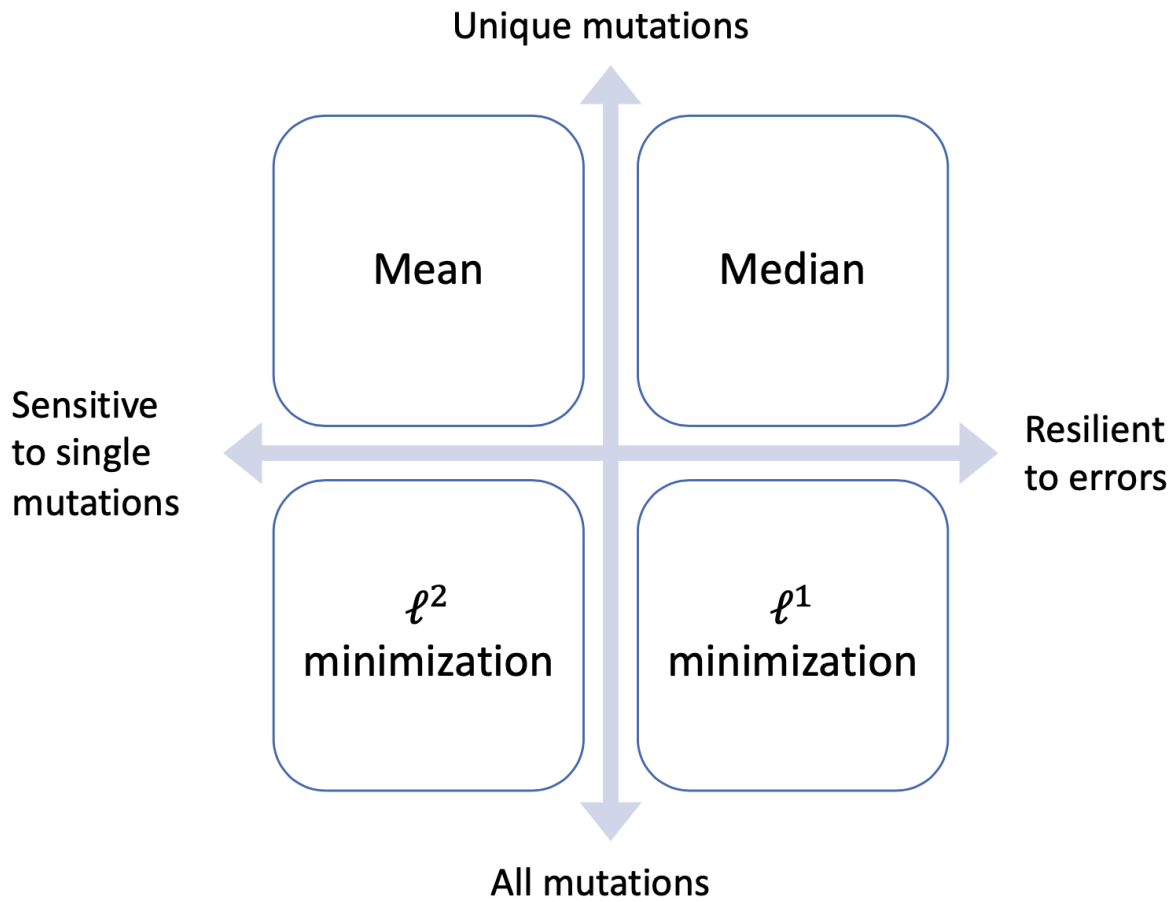 Unique mutations
Mean
Median
Sensitive
to single
mutations
Resilient
to errors
ℓ²
minimization
ℓ¹
minimization
All mutations